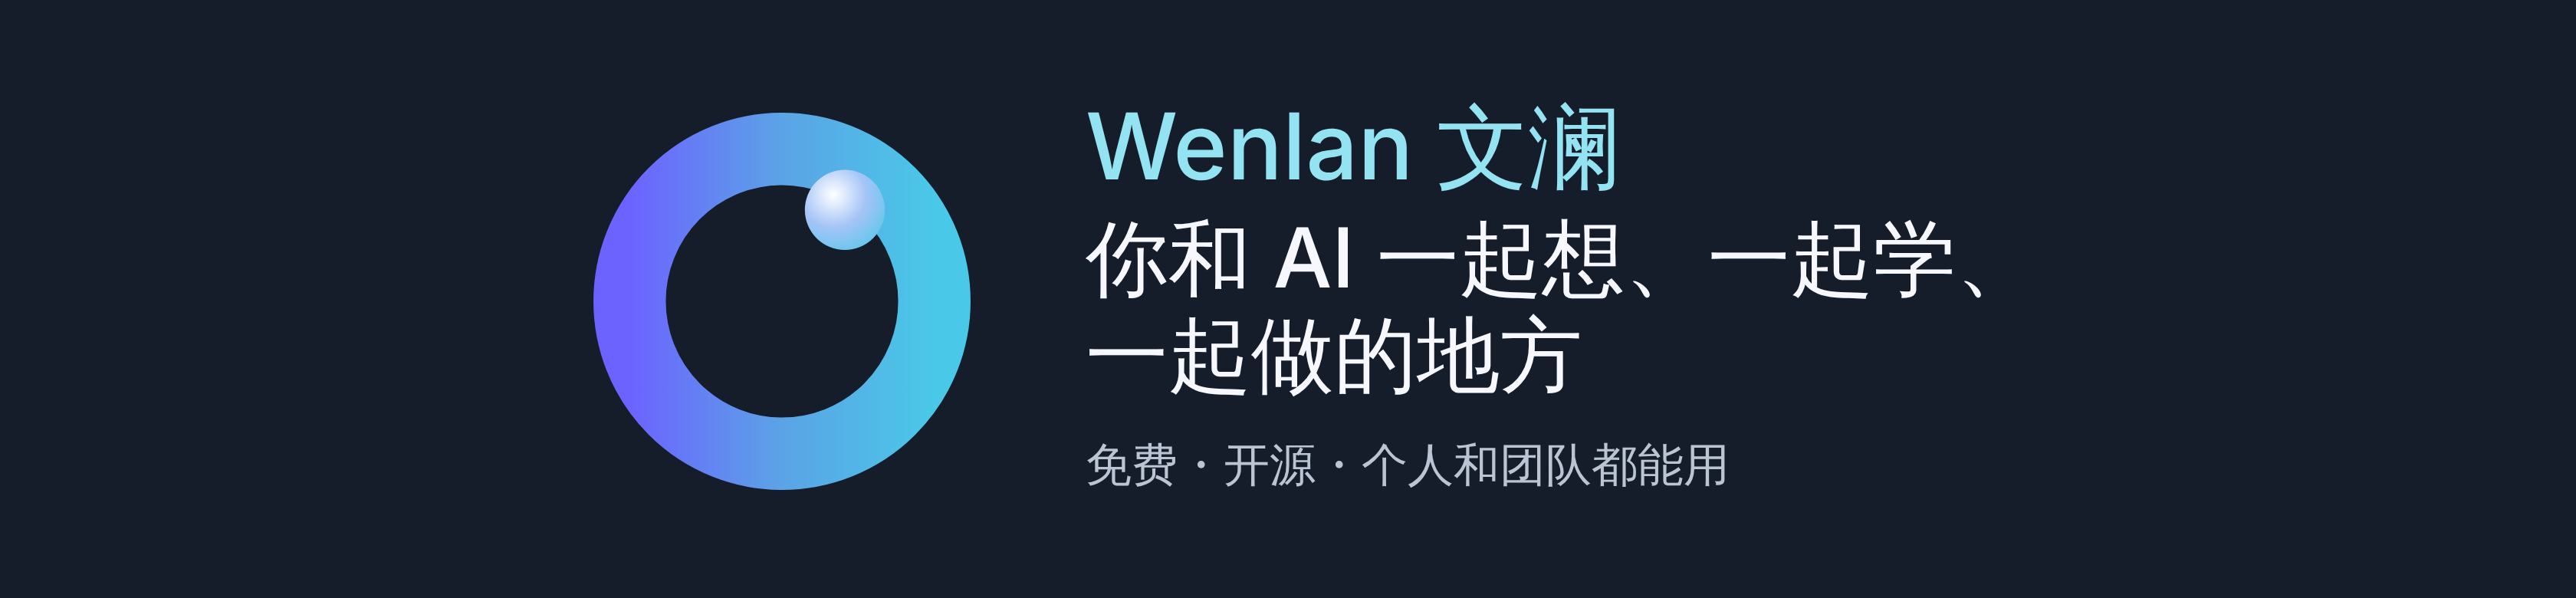 Wenlan 文澜
你和 AI 一起想、一起学、
一起做的地方
免费 · 开源 · 个人和团队都能用